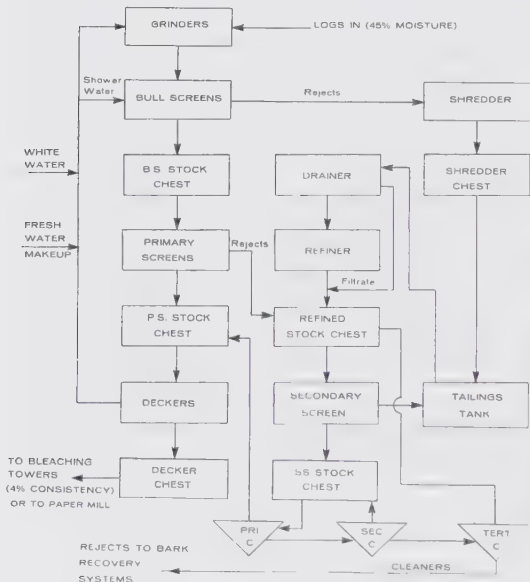 GRINDERS
LOGS IN (45% MOISTURE)
Shower
Water
BULL SCREENS
Rejects
SHREDDER
WHITE
WATER
B.S. STOCK
CHEST
DRAINER
SHREDDER
CHEST
FRESH
WATER
MAKEUP
PRIMARY
SCREENS
Rejects
REFINER
Filtrate
P.S. STOCK
CHEST
REFINED
STOCK CHEST
DECKERS
SECONDARY
SCREEN
TAILINGS
TANK
TO BLEACHING
TOWERS
(4% CONSISTENCY)
OR TO PAPER MILL
DECKER
CHEST
SS STOCK
CHEST
PRI
C
SEC
C
TERT
C
REJECTS TO BARK
RECOVERY
SYSTEMS
CLEANERS